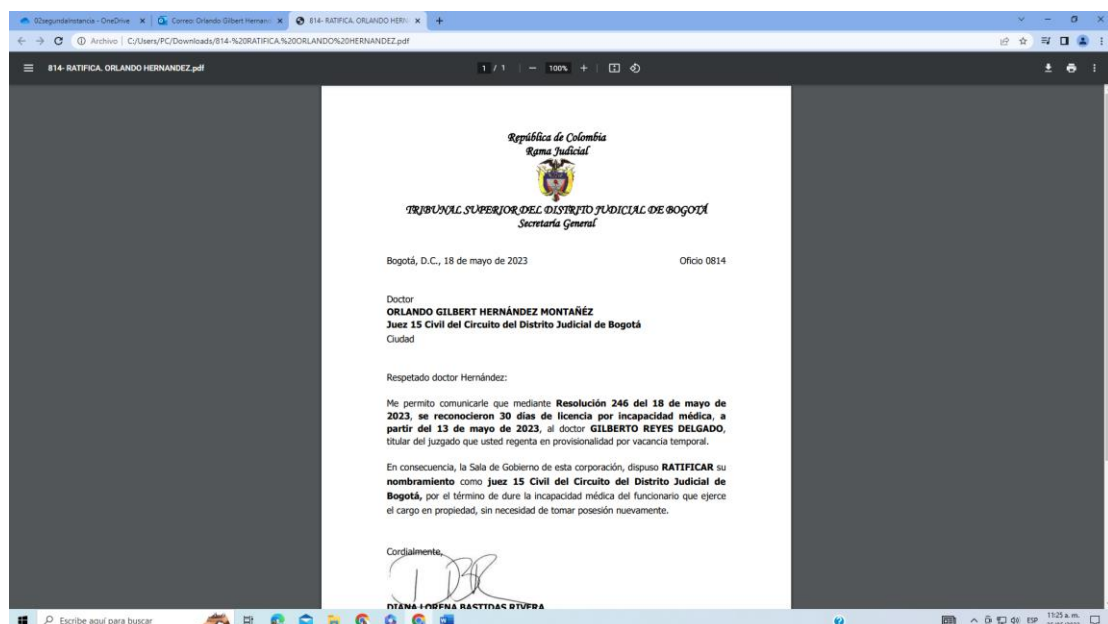 02segundainstancia - OneDrive
Correo: Orlando Gilbert Hernan
814- RATIFICA. ORLANDO HERN
Archivo | C:/Users/PC/Downloads/814-%20RATIFICA.%20ORLANDO%20HERNANDEZ.pdf
814- RATIFICA. ORLANDO HERNANDEZ.pdf
1 / 1
100%
República de Colombia
Rama Judicial
TRIBUNAL SUPERIOR DEL DISTRITO JUDICIAL DE BOGOTÁ
Secretaría General
Bogotá, D.C., 18 de mayo de 2023 Oficio 0814
Doctor
ORLANDO GILBERT HERNÁNDEZ MONTAÑÉZ
Juez 15 Civil del Circuito del Distrito Judicial de Bogotá
Ciudad
Respetado doctor Hernández:
Me permito comunicarle que mediante Resolución 246 del 18 de mayo de
2023, se reconocieron 30 días de licencia por incapacidad médica, a
partir del 13 de mayo de 2023, al doctor GILBERTO REYES DELGADO,
titular del juzgado que usted regenta en provisionalidad por vacancia temporal.
En consecuencia, la Sala de Gobierno de esta corporación, dispuso RATIFICAR su
nombramiento como juez 15 Civil del Circuito del Distrito Judicial de
Bogotá, por el término de dure la incapacidad médica del funcionario que ejerce
el cargo en propiedad, sin necesidad de tomar posesión nuevamente.
Cordialmente,
DIANA LORENA BASTIDAS RIVERA
Escribe aquí para buscar
ESP
11:25 a. m.